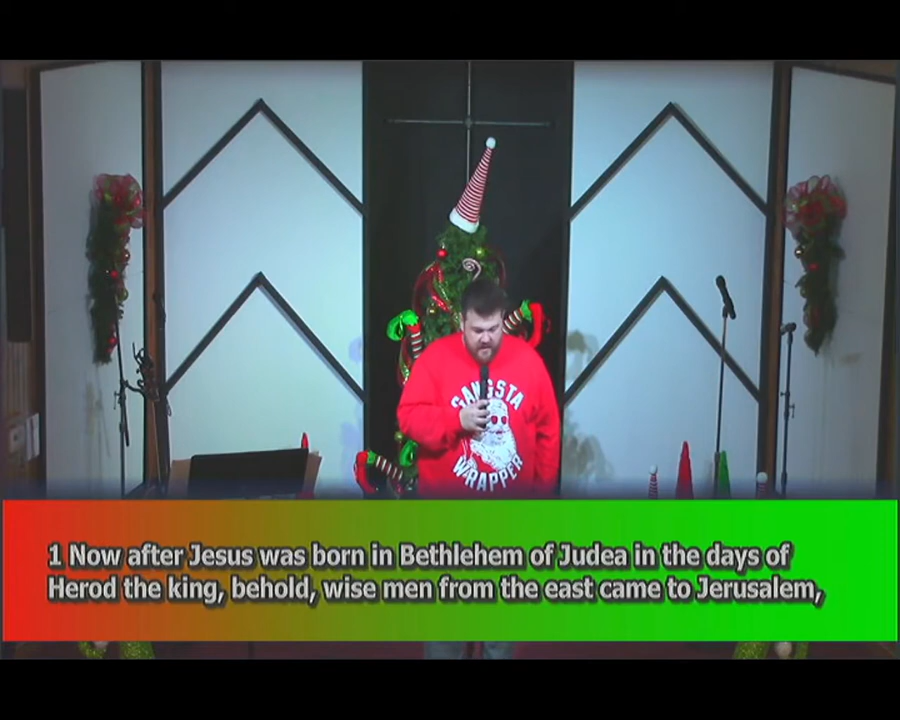 GANGSTA
WRAPPER
1 Now after Jesus was born in Bethlehem of Judea in the days of
Herod the king, behold, wise men from the east came to Jerusalem,